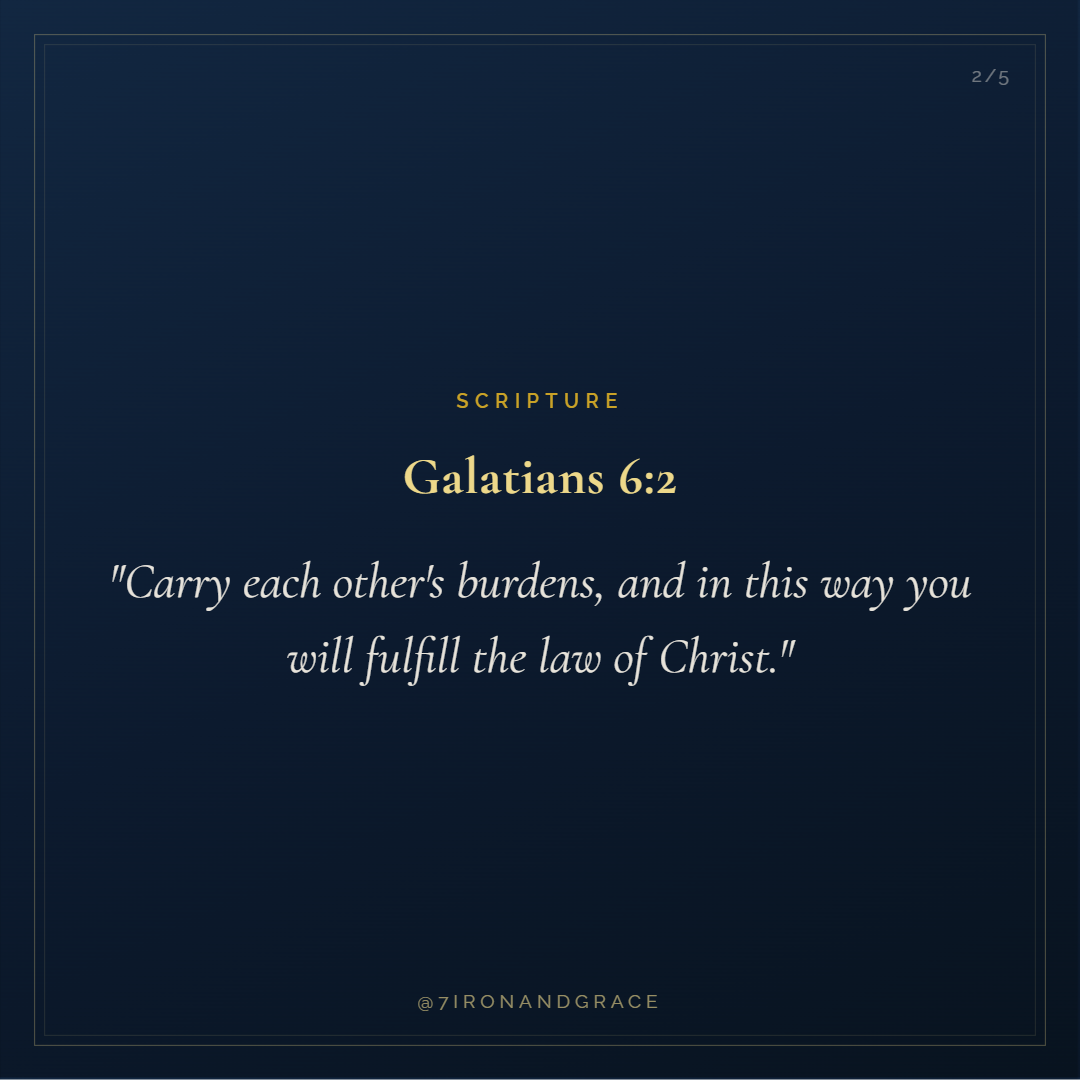 2/5
SCRIPTURE
Galatians 6:2
"Carry each other's burdens, and in this way you
will fulfill the law of Christ."
@7IRONANDGRACE